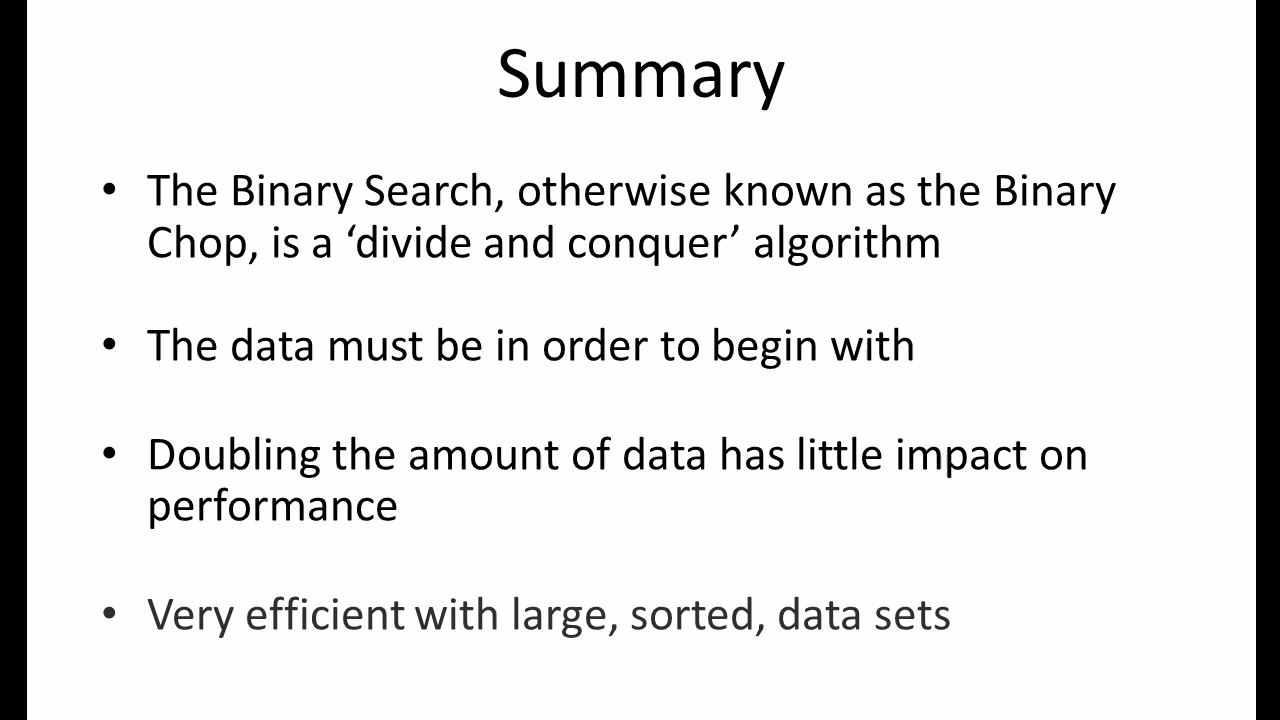 Summary
• The Binary Search, otherwise known as the Binary
Chop, is a ‘divide and conquer’ algorithm
• The data must be in order to begin with
• Doubling the amount of data has little impact on
performance
• Very efficient with large, sorted, data sets